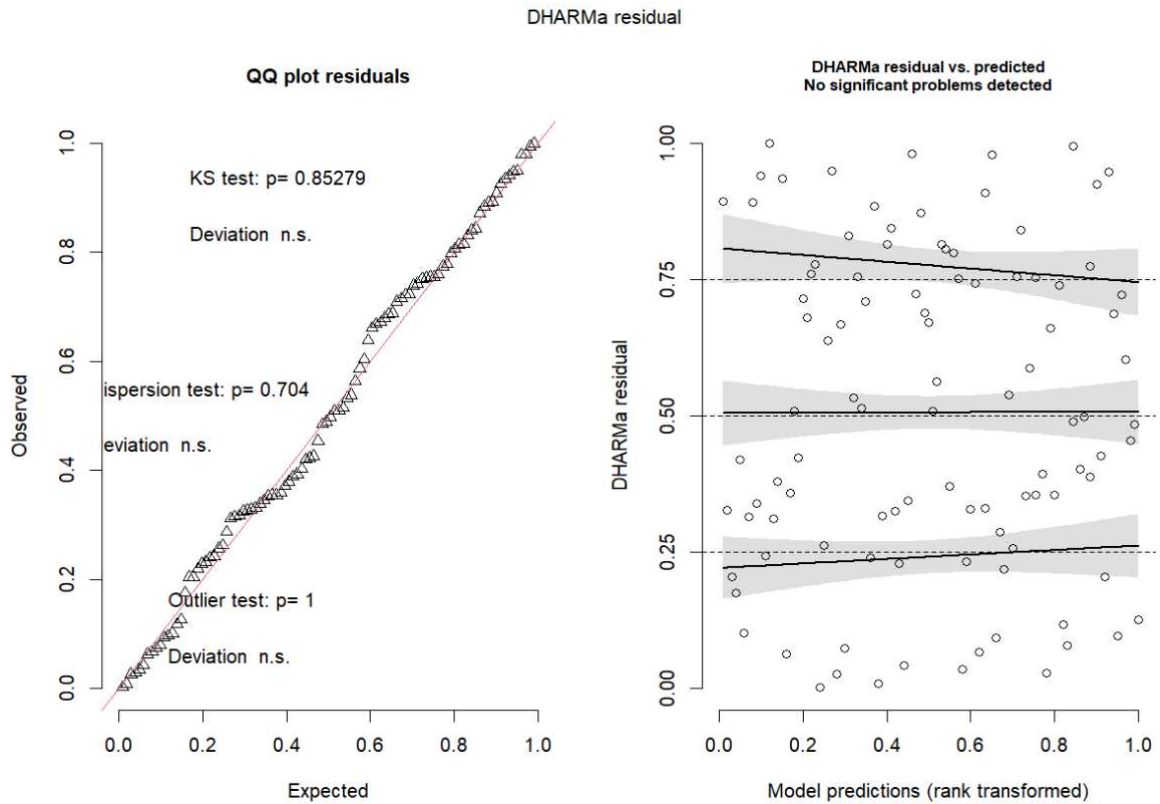 DHARMa residual
QQ plot residuals
KS test: p= 0.85279
Deviation n.s.
ispersion test: p= 0.704
eviation n.s.
Outlier test: p= 1
Deviation n.s.
Observed
0.0
0.2
0.4
0.6
0.8
1.0
0.0 0.2 0.4 0.6 0.8 1.0
Expected
DHARMa residual vs. predicted
No significant problems detected
DHARMa residual
1.00
0.75
0.50
0.25
0.00
0.0 0.2 0.4 0.6 0.8 1.0
Model predictions (rank transformed)